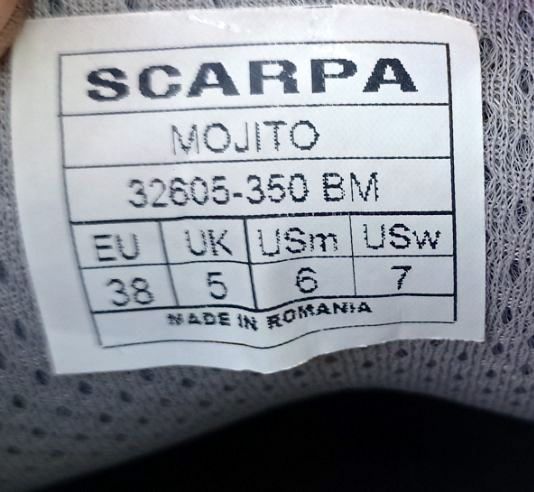 SCARPA
MOJITO
32605-350 BM
EU UK USm USw
38 5 6 7
MADE IN ROMANIA